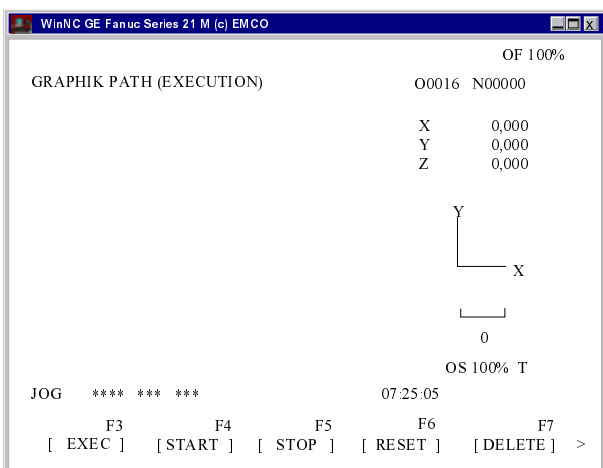 WinNC GE Fanuc Series 21 M (c) EMCO
OF 100%
GRAPHIK PATH (EXECUTION) O0016 N00000
X 0,000
Y 0,000
Z 0,000
Y
X
0
OS 100% T
JOG **** *** *** 07:25:05
F3 F4 F5 F6 F7
[ EXEC ] [ START ] [ STOP ] [ RESET ] [ DELETE ] >